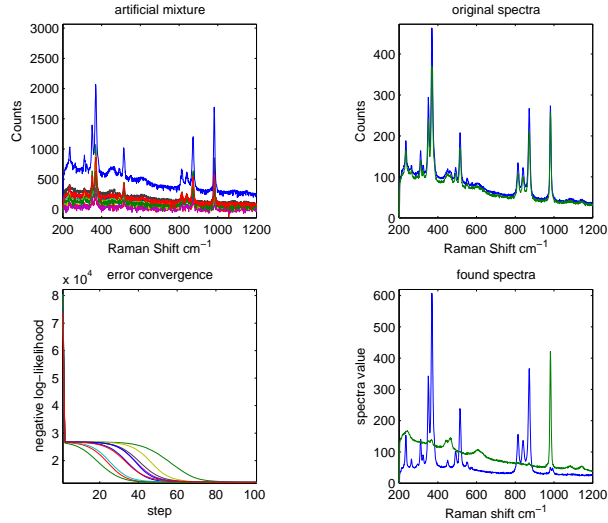 artificial mixture
3000
2500
2000
1500
1000
500
0
Counts
200 400 600 800 1000 1200
Raman Shift cm⁻¹
original spectra
400
300
200
100
0
Counts
200 400 600 800 1000 1200
Raman Shift cm⁻¹
error convergence
x 10⁴
8
7
6
5
4
3
2
negative log−likelihood
20 40 60 80 100
step
found spectra
600
500
400
300
200
100
0
spectra value
200 400 600 800 1000 1200
Raman Shift cm⁻¹